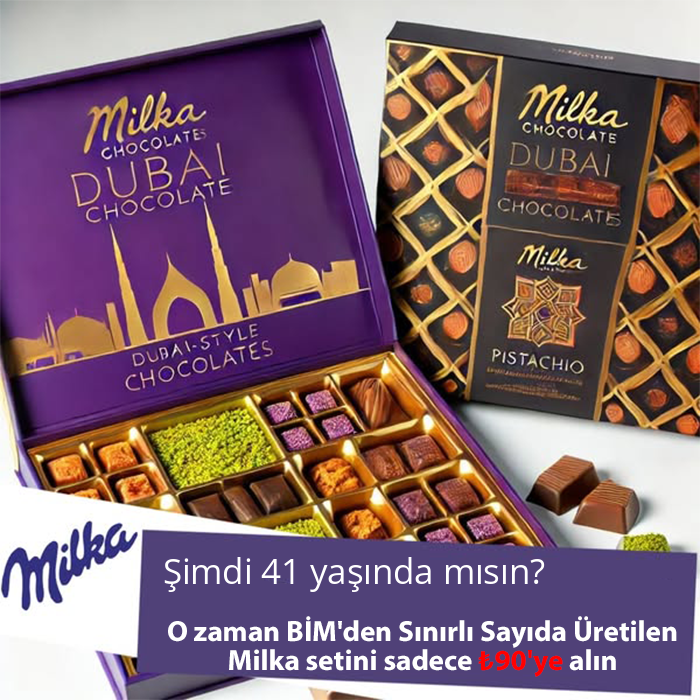 Milka
CHOCOLATES
DUBAI
CHOCOLATE
DUBAI-STYLE
CHOCOLATES
Milka
CHOCOLATE
DUBAI
CHOCOLATES
Milka
PISTACHIO
Milka
Şimdi 41 yaşında mısın?
O zaman BİM'den Sınırlı Sayıda Üretilen
Milka setini sadece ₺90'ye alın